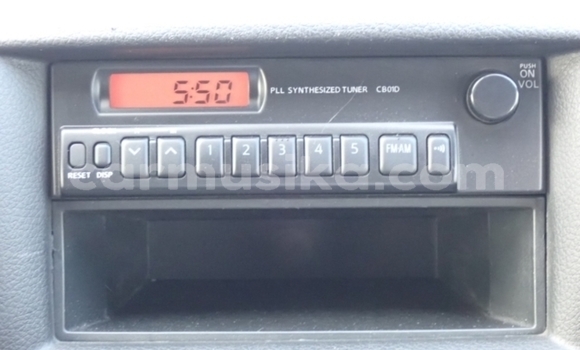 5:50
PLL SYNTHESIZED TUNER CB01D
PUSH
ON
VOL
1 2 3 4 5 FM AM
RESET DISP
carmusika.com